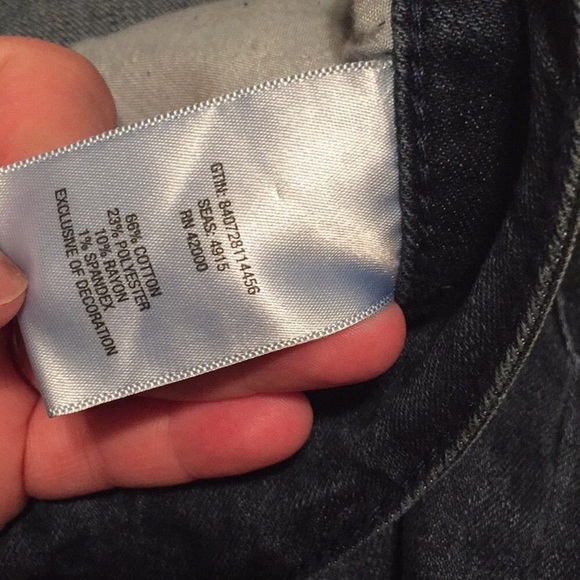 GTIN: 840728114456
SEAS: 4915
RN 42000
66% COTTON
23% POLYESTER
10% RAYON
1% SPANDEX
EXCLUSIVE OF DECORATION